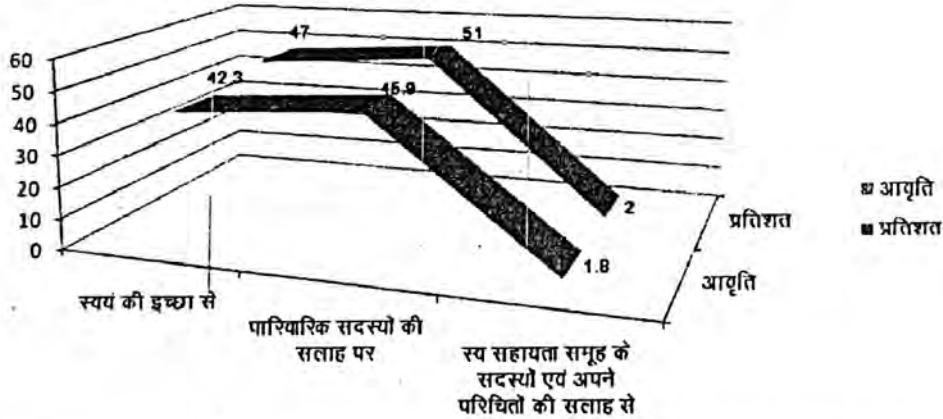 47
51
60
50
42.3
45.9
40
30
20
2
प्रतिशत
आवृति
प्रतिशत
10
1.8
आवृति
0
स्वयं की इच्छा से
पारिवारिक सदस्यों की
सलाह पर
स्व सहायता समूह के
सदस्यों एवं अपने
परिचितों की सलाह से